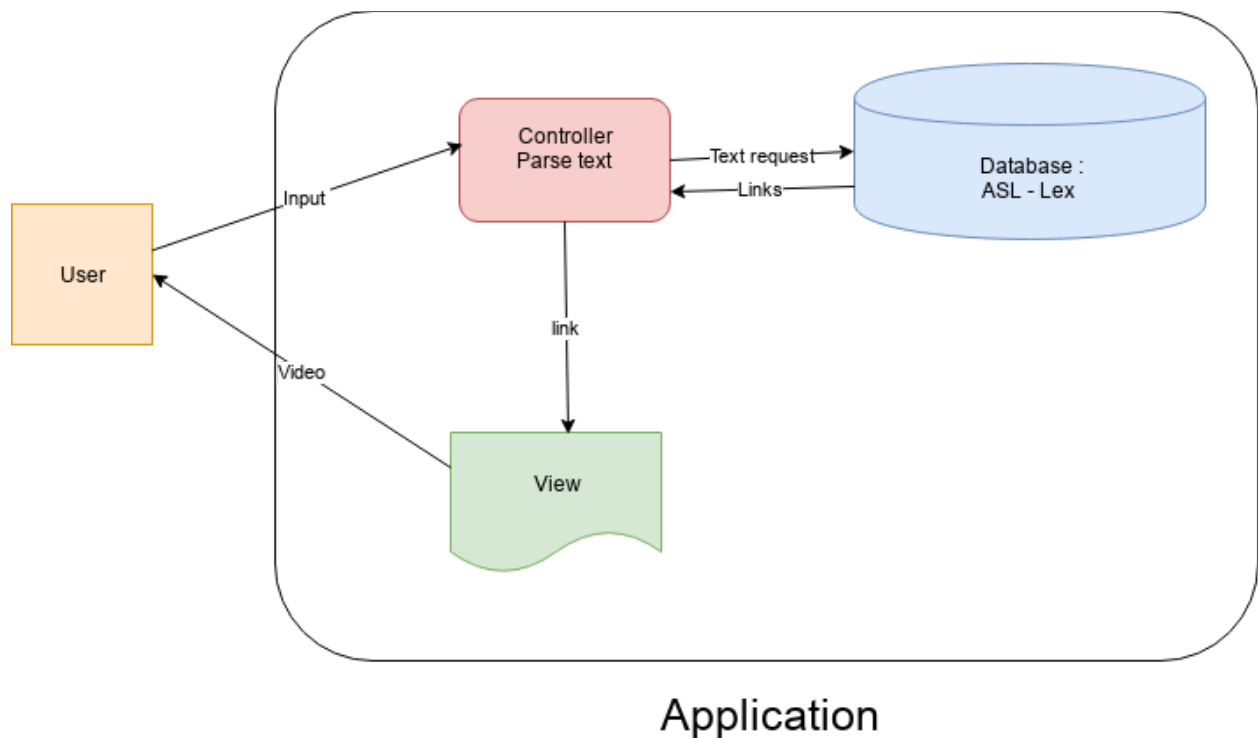 Controller
Parse text
Text request
Links
Database :
ASL - Lex
Input
User
link
Video
View
Application